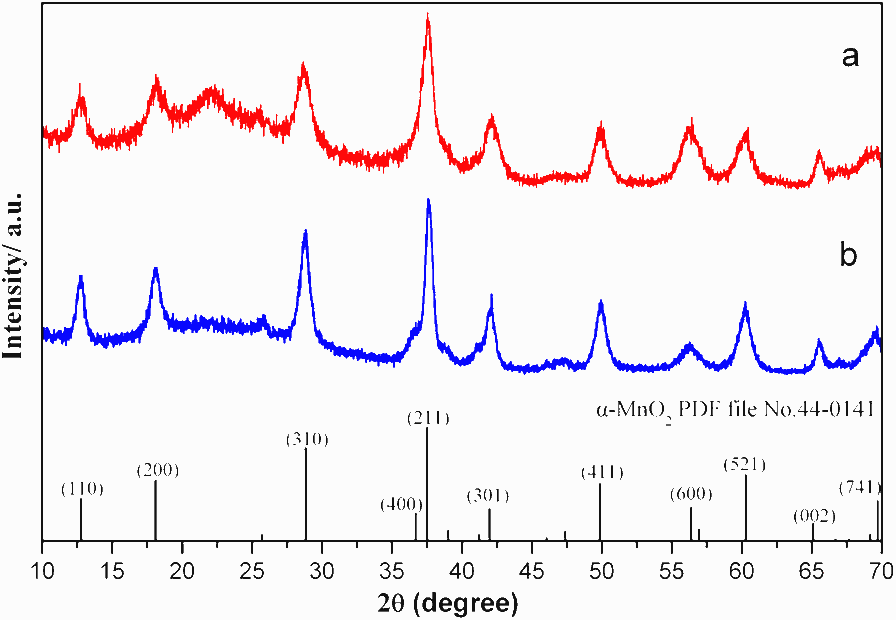 a
b
Intensity/ a.u.
α-MnO₂ PDF file No.44-0141
(110)
(200)
(310)
(400)
(211)
(301)
(411)
(600)
(521)
(002)
(741)
10 15 20 25 30 35 40 45 50 55 60 65 70
2θ (degree)